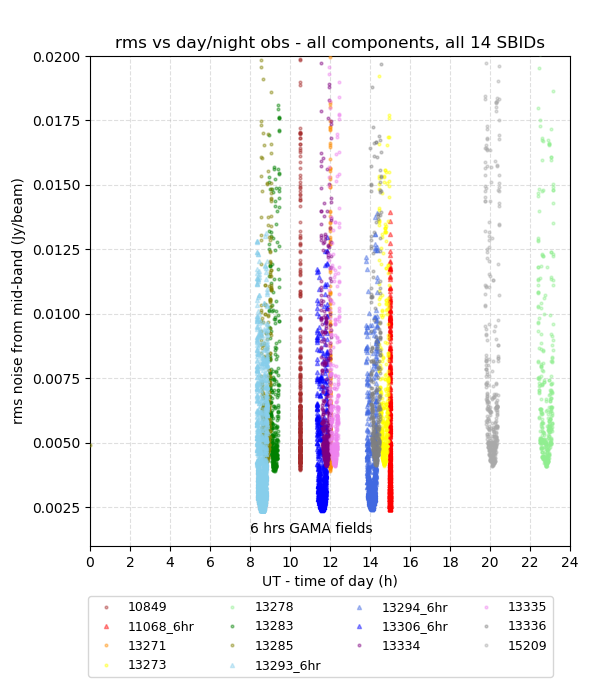 rms vs day/night obs - all components, all 14 SBIDs
0.0200
0.0175
0.0150
0.0125
0.0100
0.0075
0.0050
0.0025
rms noise from mid-band (Jy/beam)
6 hrs GAMA fields
0 2 4 6 8 10 12 14 16 18 20 22 24
UT - time of day (h)
10849 13278 13294_6hr 13335
11068_6hr 13283 13306_6hr 13336
13271 13285 13334 15209
13273 13293_6hr